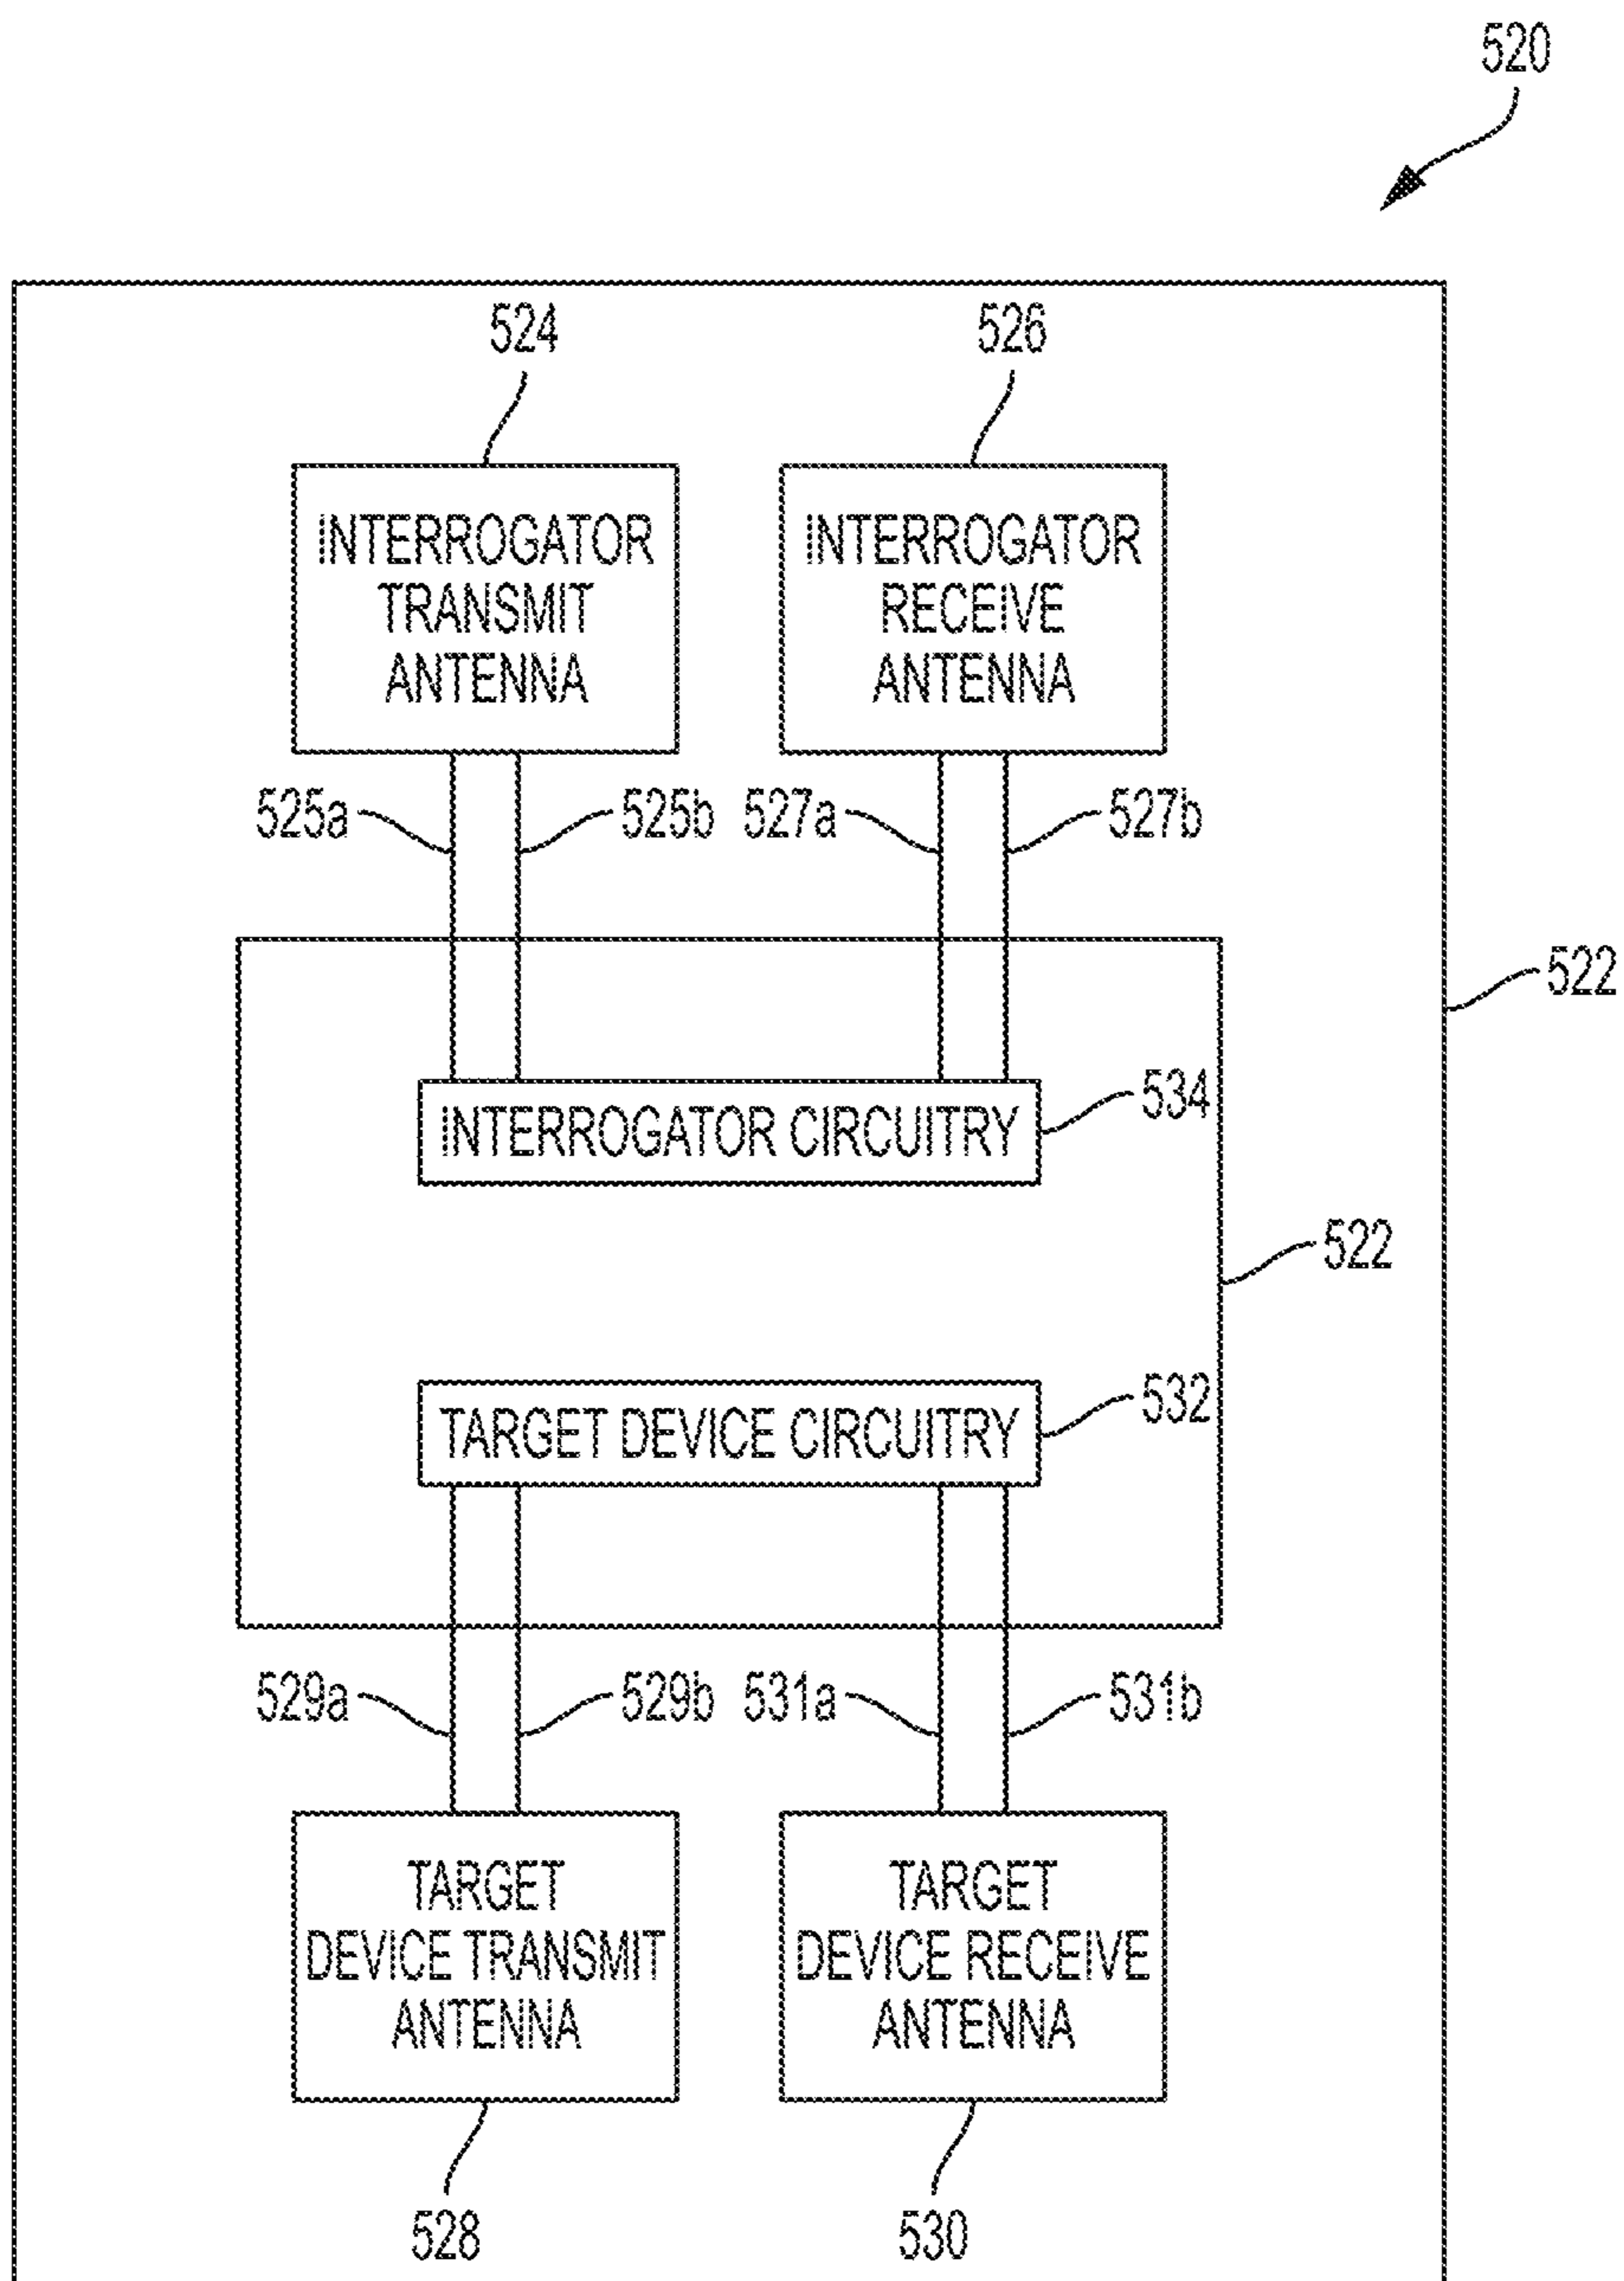 520
524
526
INTERROGATOR
TRANSMIT
ANTENNA
INTERROGATOR
RECEIVE
ANTENNA
525a
525b
527a
527b
522
534
INTERROGATOR CIRCUITRY
522
532
TARGET DEVICE CIRCUITRY
529a
529b
531a
531b
TARGET
DEVICE TRANSMIT
ANTENNA
TARGET
DEVICE RECEIVE
ANTENNA
528
530